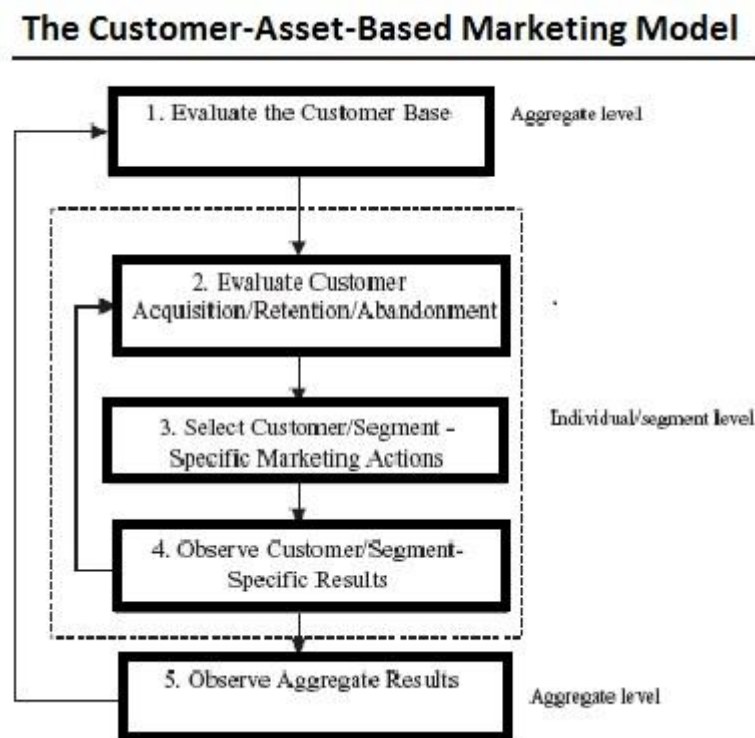 The Customer-Asset-Based Marketing Model
1. Evaluate the Customer Base
Aggregate level
2. Evaluate Customer
Acquisition/Retention/Abandonment
3. Select Customer/Segment -
Specific Marketing Actions
Individual/segment level
4. Observe Customer/Segment-
Specific Results
5. Observe Aggregate Results
Aggregate level